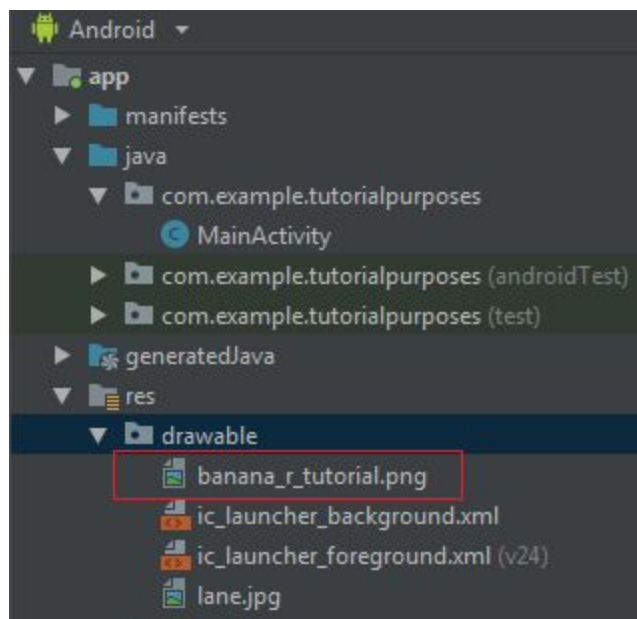 Android
app
manifests
java
com.example.tutorialpurposes
MainActivity
com.example.tutorialpurposes (androidTest)
com.example.tutorialpurposes (test)
generatedJava
res
drawable
banana_r_tutorial.png
ic_launcher_background.xml
ic_launcher_foreground.xml (v24)
lane.jpg